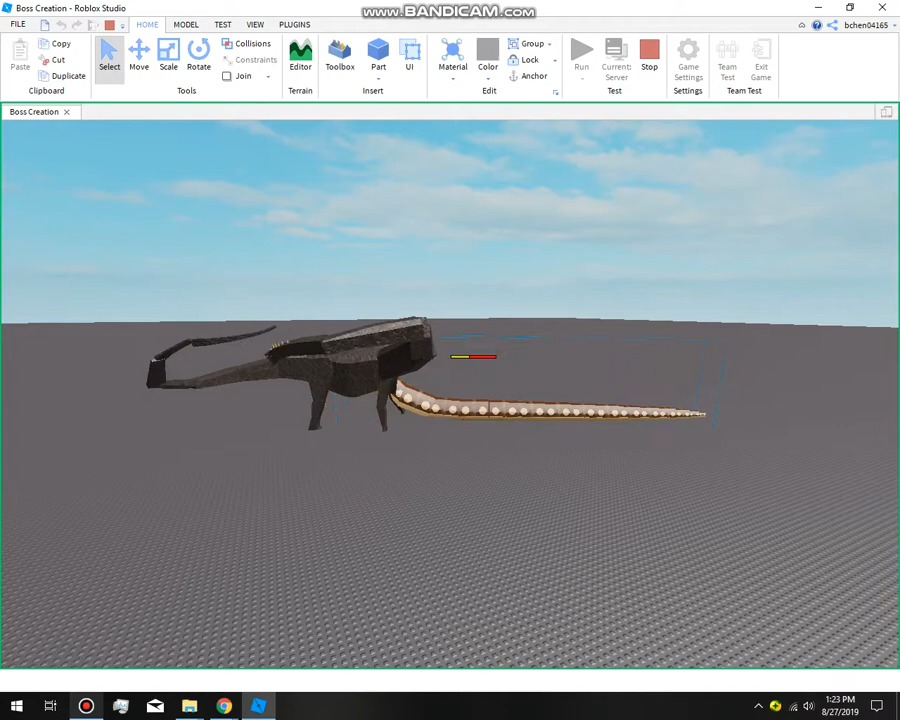 Boss Creation - Roblox Studio
www.BANDICAM.com
FILE HOME MODEL TEST VIEW PLUGINS bchen04165
Paste Copy Cut Duplicate Clipboard
Select Move Scale Rotate Collisions Constraints Join Tools
Editor Terrain
Toolbox Part UI Insert
Material Color Group Lock Anchor Edit
Run Current: Server Stop Test
Game Settings Settings
Team Test Exit Game Team Test
Boss Creation
1:23 PM
8/27/2019